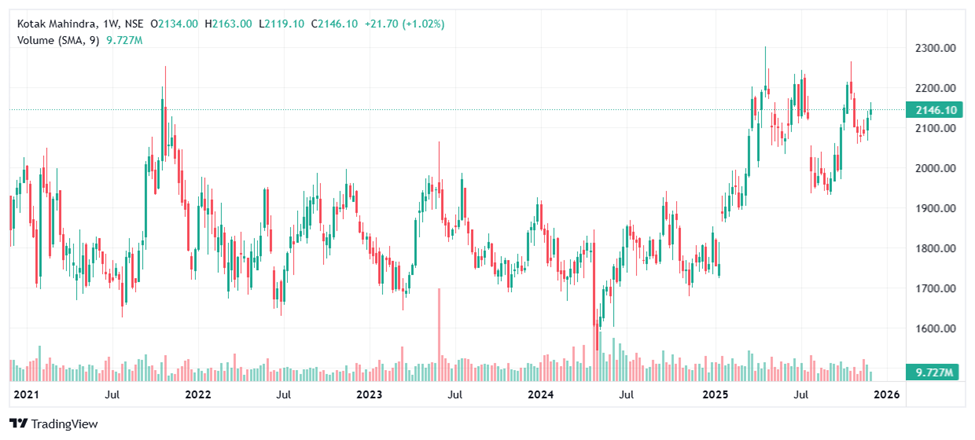 Kotak Mahindra, 1W, NSE O2134.00 H2163.00 L2119.10 C2146.10 +21.70 (+1.02%)
Volume (SMA, 9) 9.727M
2300.00
2200.00
2146.10
2100.00
2000.00
1900.00
1800.00
1700.00
1600.00
9.727M
2021 Jul 2022 Jul 2023 Jul 2024 Jul 2025 Jul 2026
TradingView